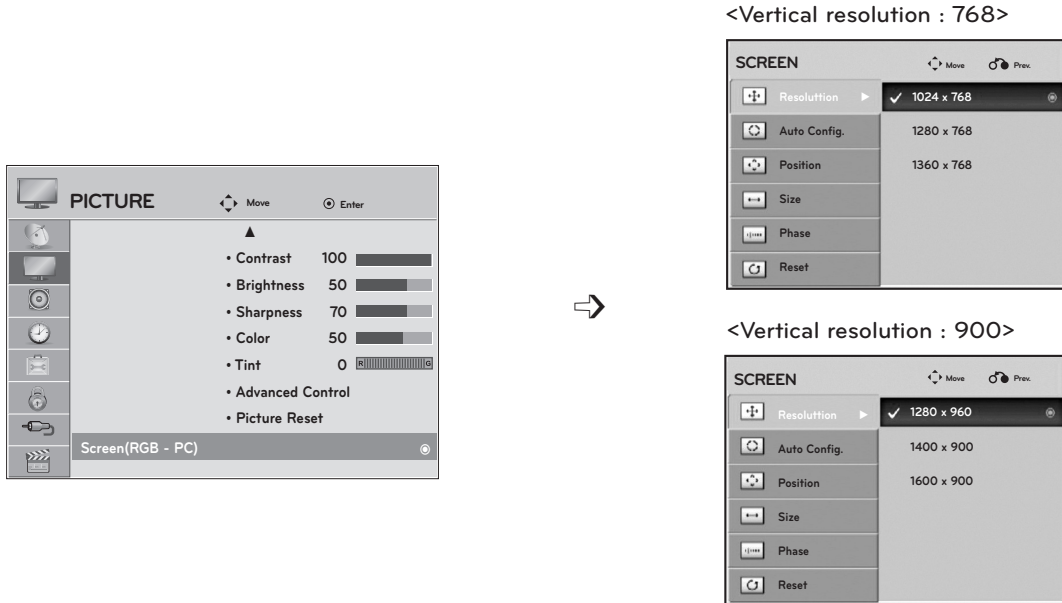 PICTURE
Move
Enter
• Contrast 100
• Brightness 50
• Sharpness 70
• Color 50
• Tint 0 R G
• Advanced Control
• Picture Reset
Screen(RGB - PC)
<Vertical resolution : 768>
SCREEN
Move
Prev.
Resoluttion
1024 x 768
Auto Config.
1280 x 768
Position
1360 x 768
Size
Phase
Reset
<Vertical resolution : 900>
SCREEN
Move
Prev.
Resoluttion
1280 x 960
Auto Config.
1400 x 900
Position
1600 x 900
Size
Phase
Reset